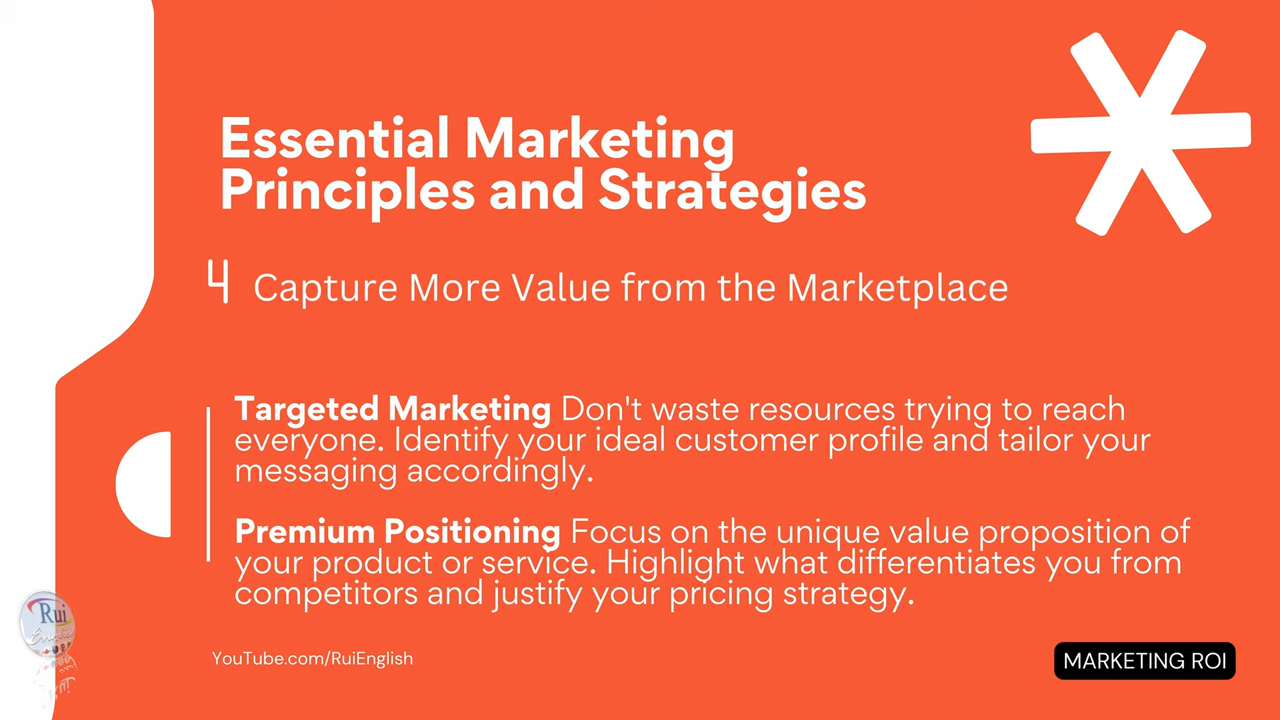 Essential Marketing
Principles and Strategies
4 Capture More Value from the Marketplace
Targeted Marketing Don't waste resources trying to reach
everyone. Identify your ideal customer profile and tailor your
messaging accordingly.
Premium Positioning Focus on the unique value proposition of
your product or service. Highlight what differentiates you from
competitors and justify your pricing strategy.
Rui
YouTube.com/RuiEnglish
MARKETING ROI